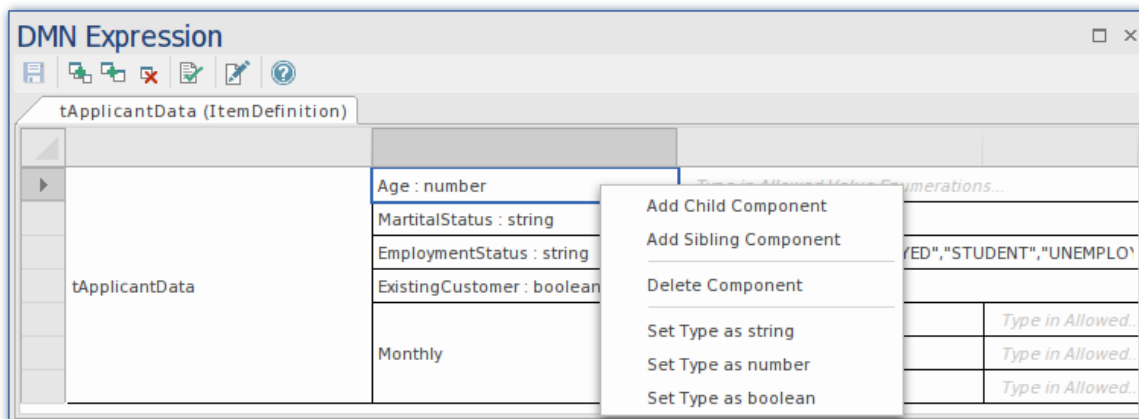 DMN Expression
tApplicantData (ItemDefinition)
Age : number
MartitalStatus : string
EmploymentStatus : string
"STUDENT","UNEMPLO
tApplicantData
ExistingCustomer : boolean
Monthly
Type in Allowed..
Type in Allowed..
Type in Allowed..
Add Child Component
Add Sibling Component
Delete Component
Set Type as string
Set Type as number
Set Type as boolean